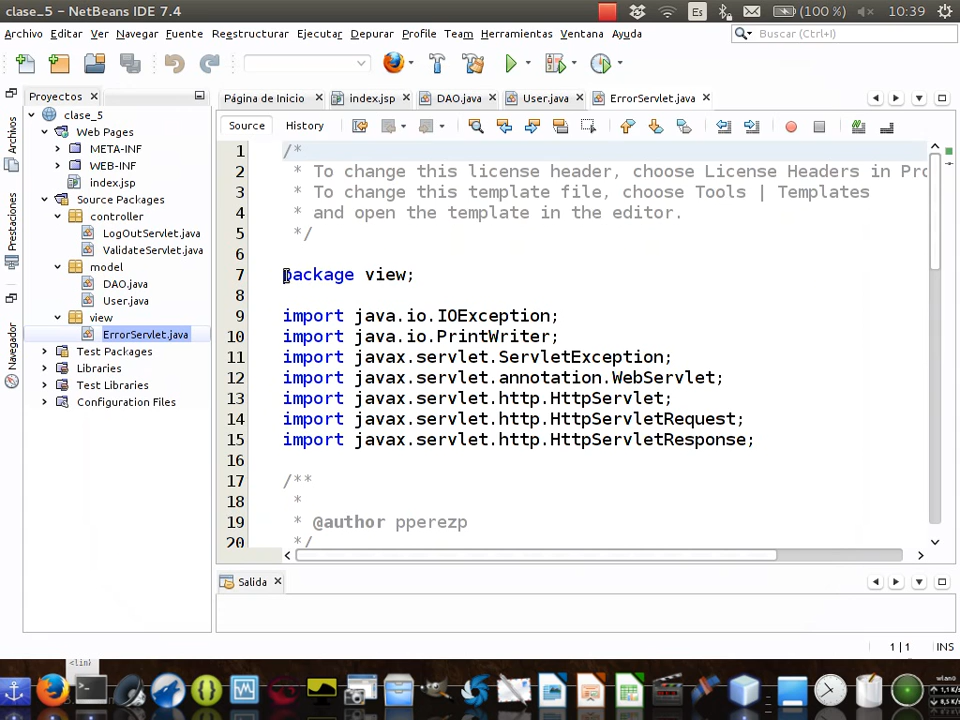 clase_5 - NetBeans IDE 7.4
Es
(100 %)
10:39
Archivo Editar Ver Navegar Fuente Reestructurar Ejecutar Depurar Profile Team Herramientas Ventana Ayuda
Buscar (Ctrl+I)
Archivos
Prestaciones
Navegador
Proyectos
clase_5
Web Pages
META-INF
WEB-INF
index.jsp
Source Packages
controller
LogOutServlet.java
ValidateServlet.java
model
DAO.java
User.java
view
ErrorServlet.java
Test Packages
Libraries
Test Libraries
Configuration Files
Página de Inicio
index.jsp
DAO.java
User.java
ErrorServlet.java
Source
History
1 /*
2 * To change this license header, choose License Headers in Pro
3 * To change this template file, choose Tools | Templates
4 * and open the template in the editor.
5 */
6
7 package view;
8
9 import java.io.IOException;
10 import java.io.PrintWriter;
11 import javax.servlet.ServletException;
12 import javax.servlet.annotation.WebServlet;
13 import javax.servlet.http.HttpServlet;
14 import javax.servlet.http.HttpServletRequest;
15 import javax.servlet.http.HttpServletResponse;
16
17 /**
18 *
19 * @author pperezp
20 */
Salida
1|1
INS
wlan0